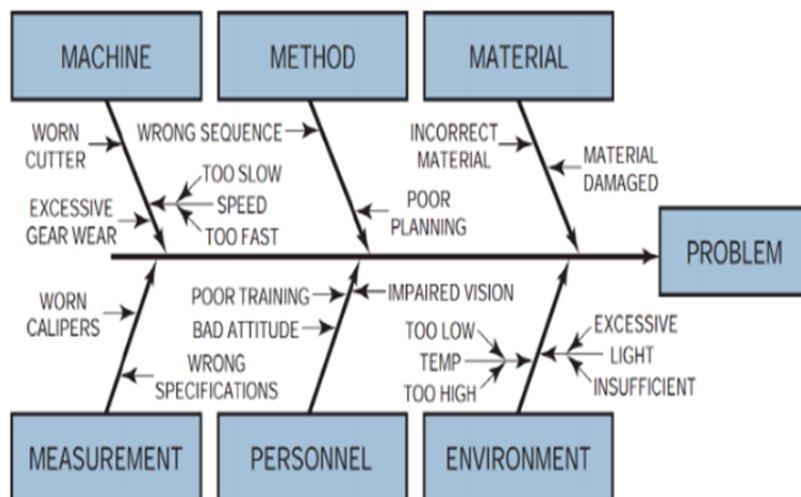 MACHINE
METHOD
MATERIAL
WORN
CUTTER
EXCESSIVE
GEAR WEAR
TOO SLOW
SPEED
TOO FAST
WRONG SEQUENCE
POOR
PLANNING
INCORRECT
MATERIAL
MATERIAL
DAMAGED
PROBLEM
WORN
CALIPERS
WRONG
SPECIFICATIONS
POOR TRAINING
BAD ATTITUDE
IMPAIRED VISION
TOO LOW
TEMP
TOO HIGH
EXCESSIVE
LIGHT
INSUFFICIENT
MEASUREMENT
PERSONNEL
ENVIRONMENT